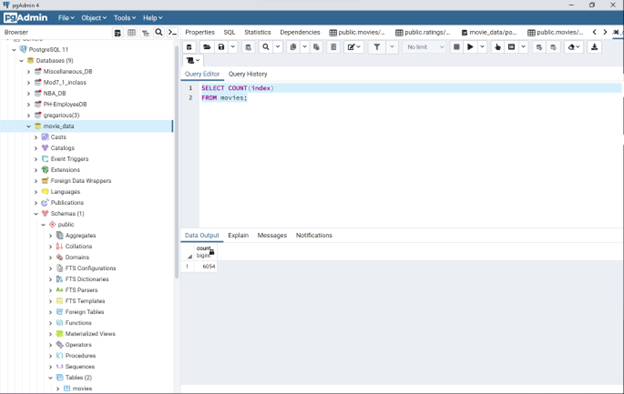 pgAdmin 4
pgAdmin File Object Tools Help
Browser
Properties SQL Statistics Dependencies public.movies/... public.ratings/... movie_data/po... public.movies/...
Servers
PostgreSQL 11
Databases (9)
Miscellaneous_DB
Mod7_1_Inclass
NBA_DB
PH-EmployeeDB
gregarious(3)
movie_data
Casts
Catalogs
Event Triggers
Extensions
Foreign Data Wrappers
Languages
Publications
Schemas (1)
public
Aggregates
Collations
Domains
FTS Configurations
FTS Dictionaries
FTS Parsers
FTS Templates
Foreign Tables
Functions
Materialized Views
Operators
Procedures
Sequences
Tables (2)
movies
No limit
Query Editor Query History
1 SELECT COUNT(index)
2 FROM movies;
Data Output Explain Messages Notifications
count
bigint
1 6054